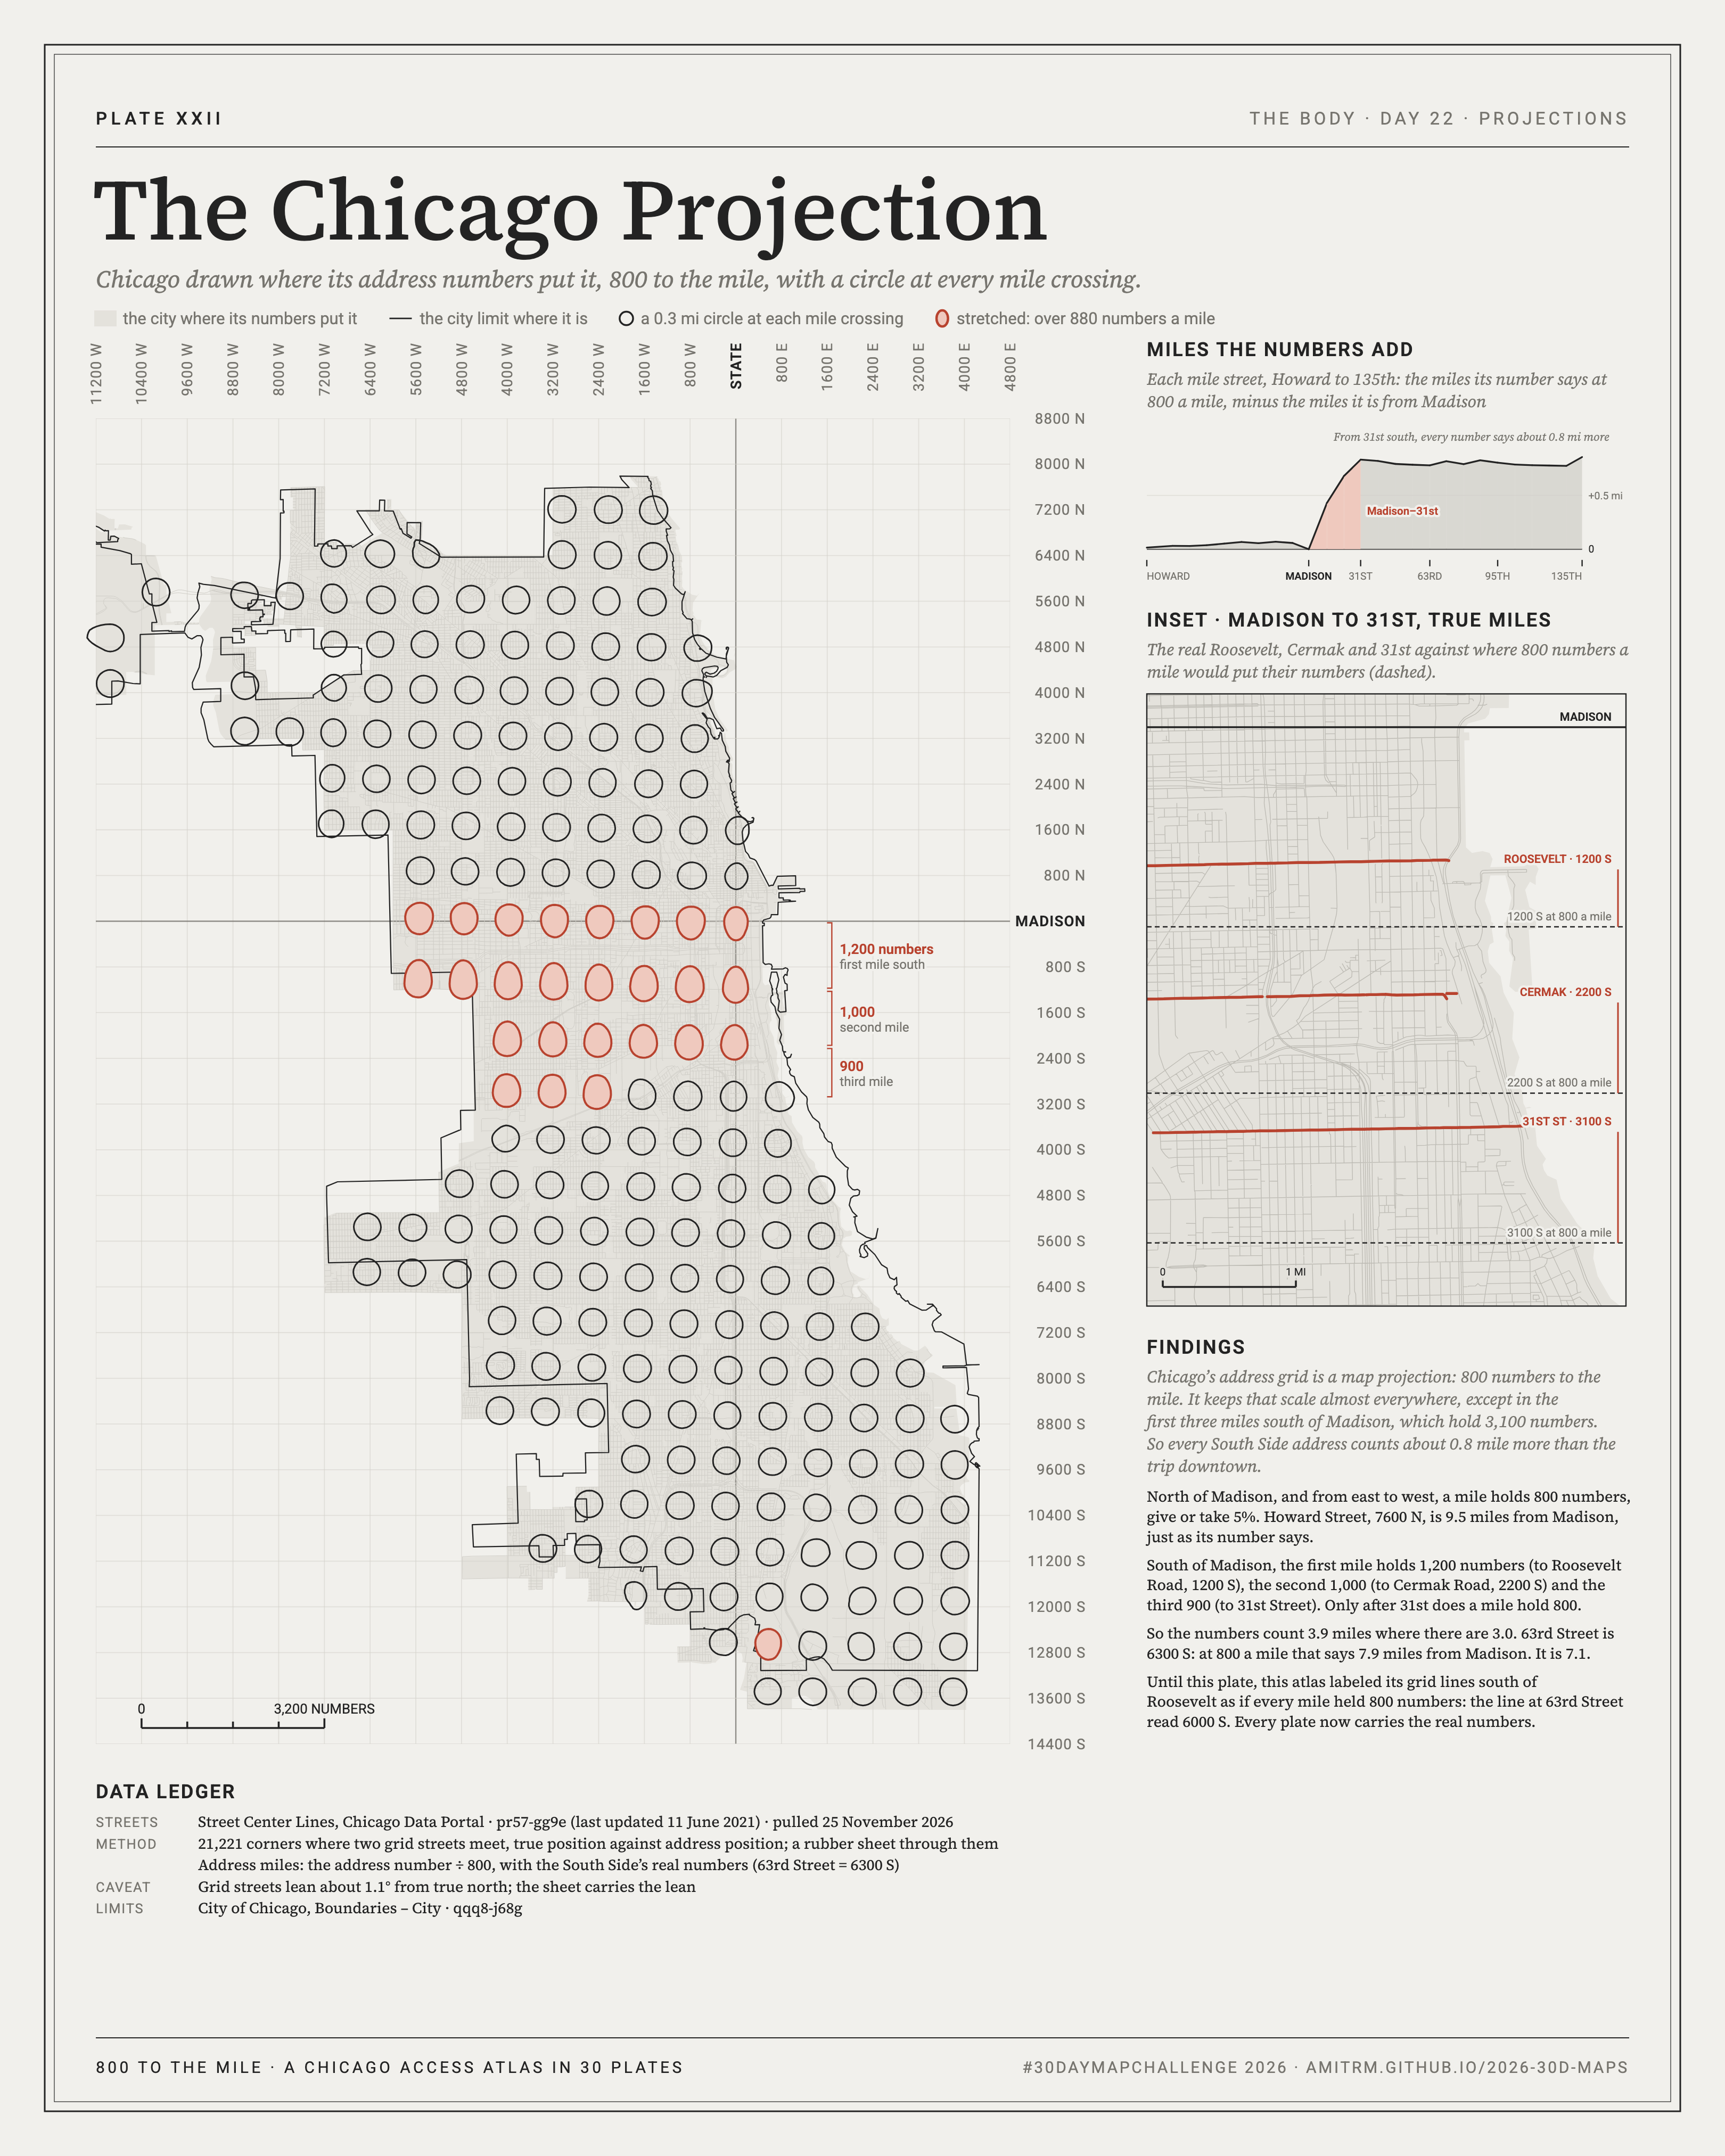 PLATE XXII
THE BODY · DAY 22 · PROJECTIONS
The Chicago Projection
Chicago drawn where its address numbers put it, 800 to the mile, with a circle at every mile crossing.
the city where its numbers put it
the city limit where it is
a 0.3 mi circle at each mile crossing
stretched: over 880 numbers a mile
11200 W
10400 W
9600 W
8800 W
8000 W
7200 W
6400 W
5600 W
4800 W
4000 W
3200 W
2400 W
1600 W
800 W
STATE
800 E
1600 E
2400 E
3200 E
4000 E
4800 E
8800 N
8000 N
7200 N
6400 N
5600 N
4800 N
4000 N
3200 N
2400 N
1600 N
800 N
MADISON
800 S
1600 S
2400 S
3200 S
4000 S
4800 S
5600 S
6400 S
7200 S
8000 S
8800 S
9600 S
10400 S
11200 S
12000 S
12800 S
13600 S
14400 S
1,200 numbers
first mile south
1,000
second mile
900
third mile
0
3,200 NUMBERS
MILES THE NUMBERS ADD
Each mile street, Howard to 135th: the miles its number says at
800 a mile, minus the miles it is from Madison
From 31st south, every number says about 0.8 mi more
+0.5 mi
Madison–31st
0
HOWARD
MADISON
31ST
63RD
95TH
135TH
INSET · MADISON TO 31ST, TRUE MILES
The real Roosevelt, Cermak and 31st against where 800 numbers a
mile would put their numbers (dashed).
MADISON
ROOSEVELT · 1200 S
1200 S at 800 a mile
CERMAK · 2200 S
2200 S at 800 a mile
31ST ST · 3100 S
3100 S at 800 a mile
0
1 MI
FINDINGS
Chicago’s address grid is a map projection: 800 numbers to the
mile. It keeps that scale almost everywhere, except in the
first three miles south of Madison, which hold 3,100 numbers.
So every South Side address counts about 0.8 mile more than the
trip downtown.
North of Madison, and from east to west, a mile holds 800 numbers,
give or take 5%. Howard Street, 7600 N, is 9.5 miles from Madison,
just as its number says.
South of Madison, the first mile holds 1,200 numbers (to Roosevelt
Road, 1200 S), the second 1,000 (to Cermak Road, 2200 S) and the
third 900 (to 31st Street). Only after 31st does a mile hold 800.
So the numbers count 3.9 miles where there are 3.0. 63rd Street is
6300 S: at 800 a mile that says 7.9 miles from Madison. It is 7.1.
Until this plate, this atlas labeled its grid lines south of
Roosevelt as if every mile held 800 numbers: the line at 63rd Street
read 6000 S. Every plate now carries the real numbers.
DATA LEDGER
STREETS
Street Center Lines, Chicago Data Portal · pr57-gg9e (last updated 11 June 2021) · pulled 25 November 2026
METHOD
21,221 corners where two grid streets meet, true position against address position; a rubber sheet through them
Address miles: the address number ÷ 800, with the South Side’s real numbers (63rd Street = 6300 S)
CAVEAT
Grid streets lean about 1.1° from true north; the sheet carries the lean
LIMITS
City of Chicago, Boundaries – City · qqq8-j68g
800 TO THE MILE · A CHICAGO ACCESS ATLAS IN 30 PLATES
#30DAYMAPCHALLENGE 2026 · AMITRM.GITHUB.IO/2026-30D-MAPS